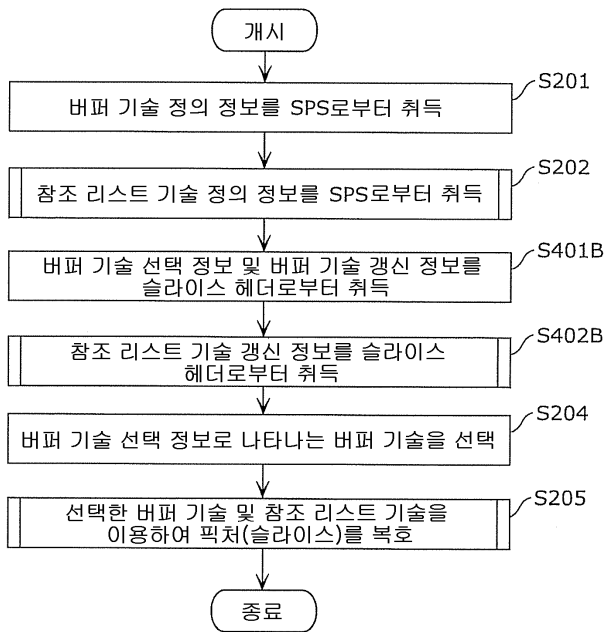 개시
버퍼 기술 정의 정보를 SPS로부터 취득
S201
참조 리스트 기술 정의 정보를 SPS로부터 취득
S202
버퍼 기술 선택 정보 및 버퍼 기술 갱신 정보를
슬라이스 헤더로부터 취득
S401B
참조 리스트 기술 갱신 정보를 슬라이스
헤더로부터 취득
S402B
버퍼 기술 선택 정보로 나타나는 버퍼 기술을 선택
S204
선택한 버퍼 기술 및 참조 리스트 기술을
이용하여 픽처(슬라이스)를 복호
S205
종료